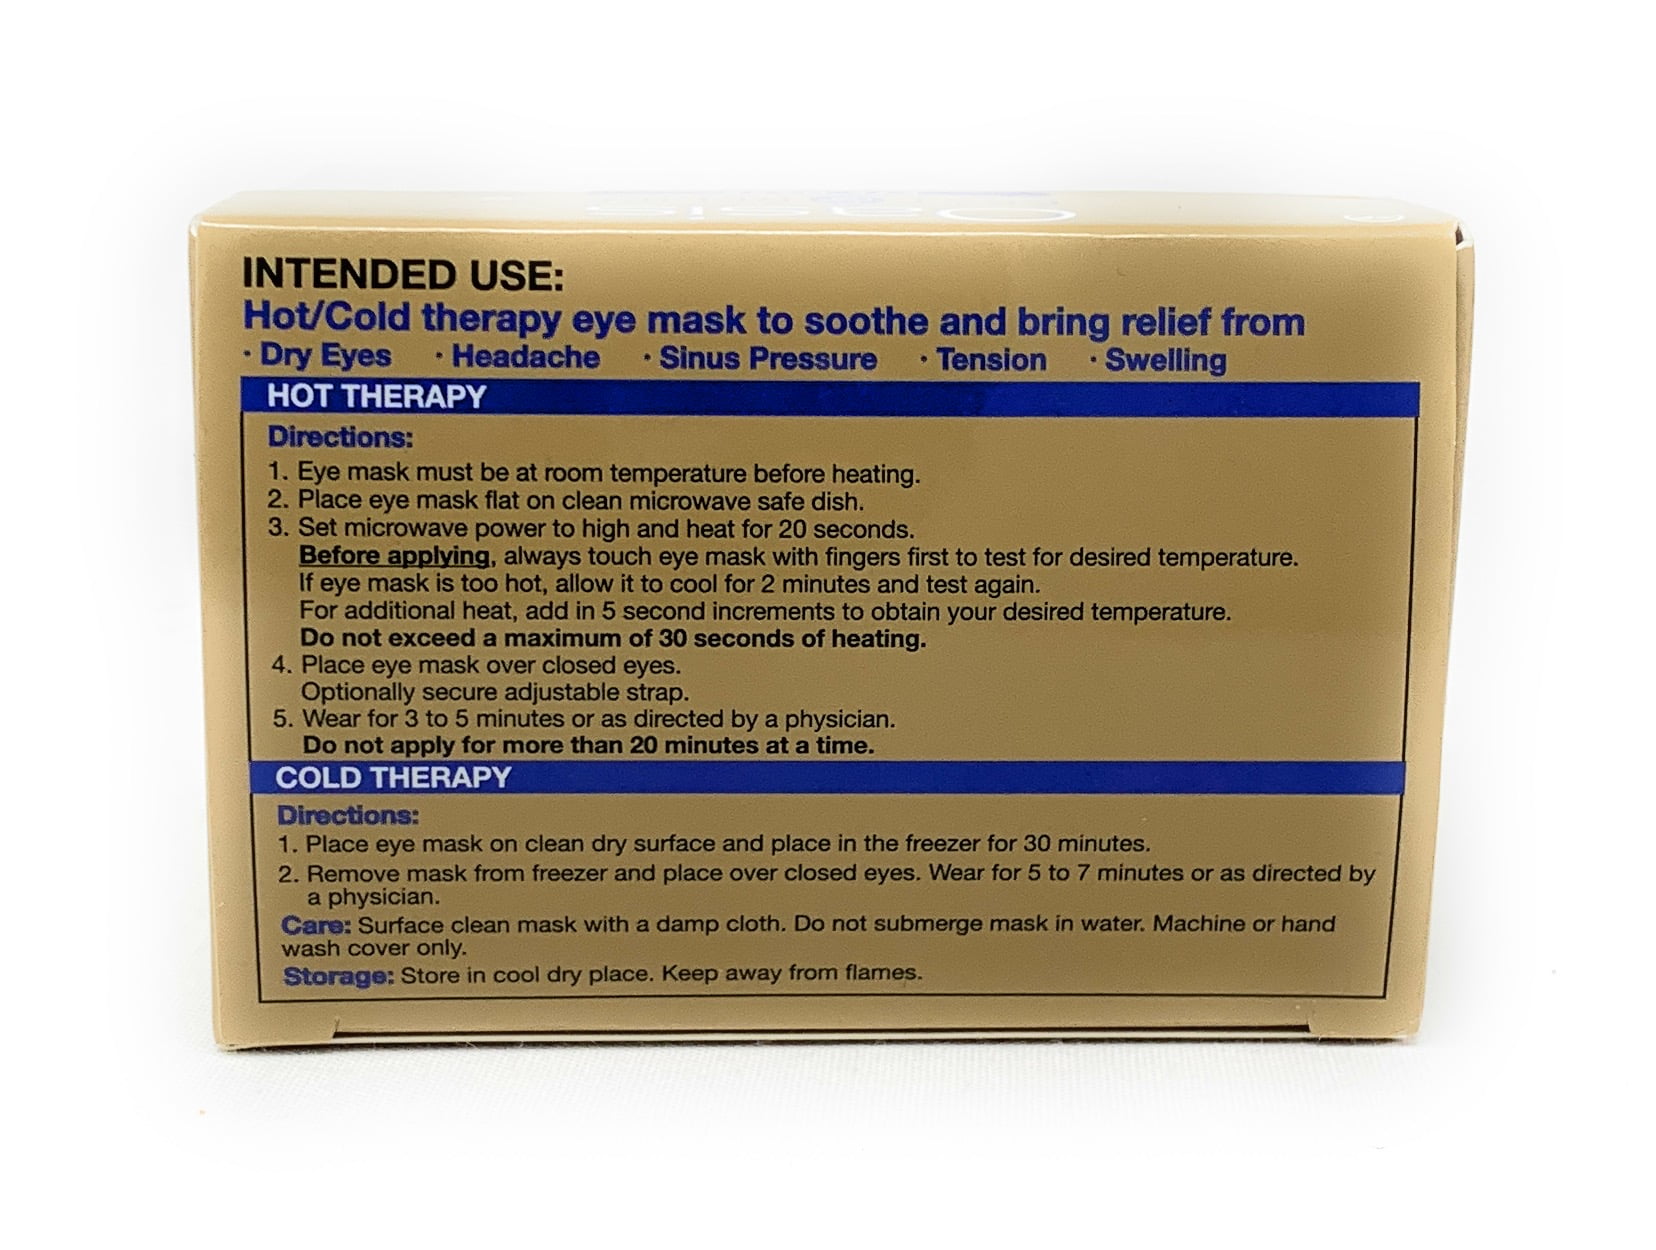 INTENDED USE:
Hot/Cold therapy eye mask to soothe and bring relief from
· Dry Eyes · Headache · Sinus Pressure · Tension · Swelling
HOT THERAPY
Directions:
1. Eye mask must be at room temperature before heating.
2. Place eye mask flat on clean microwave safe dish.
3. Set microwave power to high and heat for 20 seconds.
Before applying, always touch eye mask with fingers first to test for desired temperature.
If eye mask is too hot, allow it to cool for 2 minutes and test again.
For additional heat, add in 5 second increments to obtain your desired temperature.
Do not exceed a maximum of 30 seconds of heating.
4. Place eye mask over closed eyes.
Optionally secure adjustable strap.
5. Wear for 3 to 5 minutes or as directed by a physician.
Do not apply for more than 20 minutes at a time.
COLD THERAPY
Directions:
1. Place eye mask on clean dry surface and place in the freezer for 30 minutes.
2. Remove mask from freezer and place over closed eyes. Wear for 5 to 7 minutes or as directed by
a physician.
Care: Surface clean mask with a damp cloth. Do not submerge mask in water. Machine or hand
wash cover only.
Storage: Store in cool dry place. Keep away from flames.